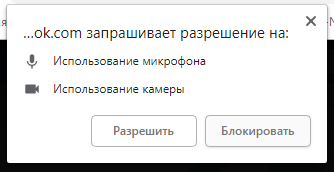 ...ok.com запрашивает разрешение на:
Использование микрофона
Использование камеры
Разрешить
Блокировать